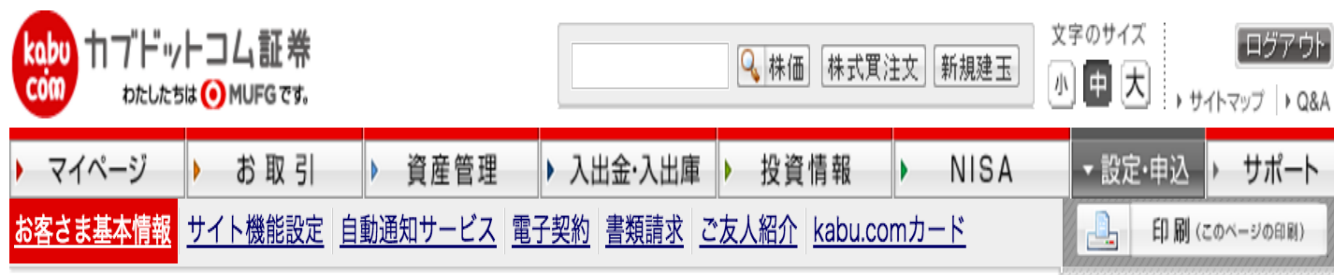 kabu.com カブドットコム証券
わたしたちは MUFG です。
株価 株式買注文 新規建玉
文字のサイズ
小 中 大
ログアウト
サイトマップ Q&A
マイページ お取引 資産管理 入出金・入出庫 投資情報 NISA 設定・申込 サポート
お客さま基本情報 サイト機能設定 自動通知サービス 電子契約 書類請求 ご友人紹介 kabu.comカード
印刷 (このページの印刷)